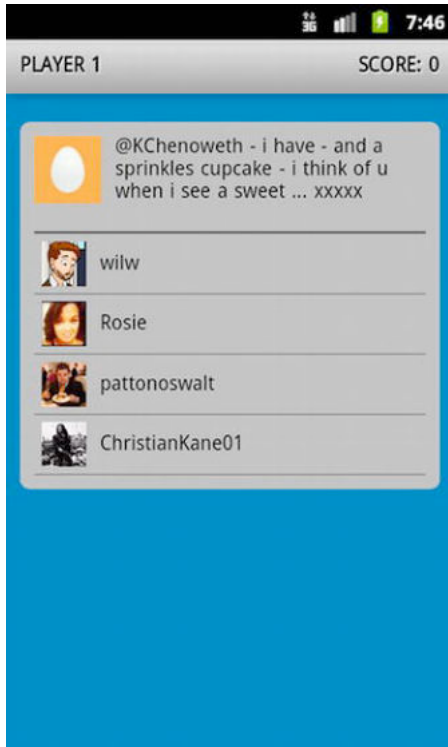 3G 7:46
PLAYER 1 SCORE: 0
@KChenoweth - i have - and a
sprinkles cupcake - i think of u
when i see a sweet ... xxxxx
wilw
Rosie
pattonoswalt
ChristianKane01